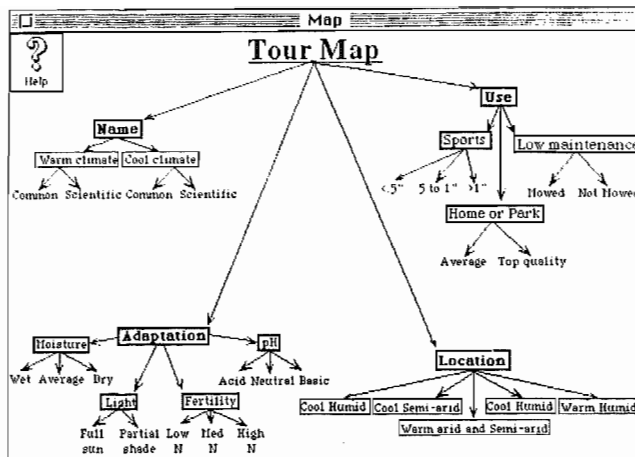 Map
Help
Tour Map
Name
Warm climate Cool climate
Common Scientific Common Scientific
Use
Sports Low maintenance
<.5" .5 to 1" >1" Mowed Not Mowed
Home or Park
Average Top quality
Adaptation
Moisture pH
Wet Average Dry Acid Neutral Basic
Light Fertility
Full sun Partial shade Low N Med N High N
Location
Cool Humid Cool Semi-arid Cool Humid Warm Humid
Warm arid and Semi-arid